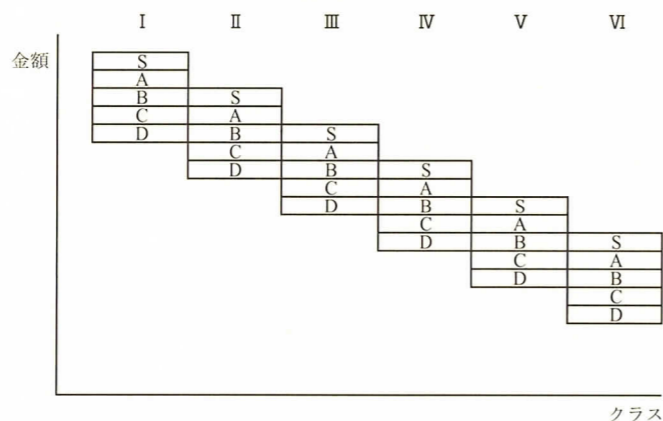 I II III IV V VI
金額
S
A
B S
C A
D B S
C A
D B S
C A
D B S
C A
D B S
C A
D B
C
D
クラス